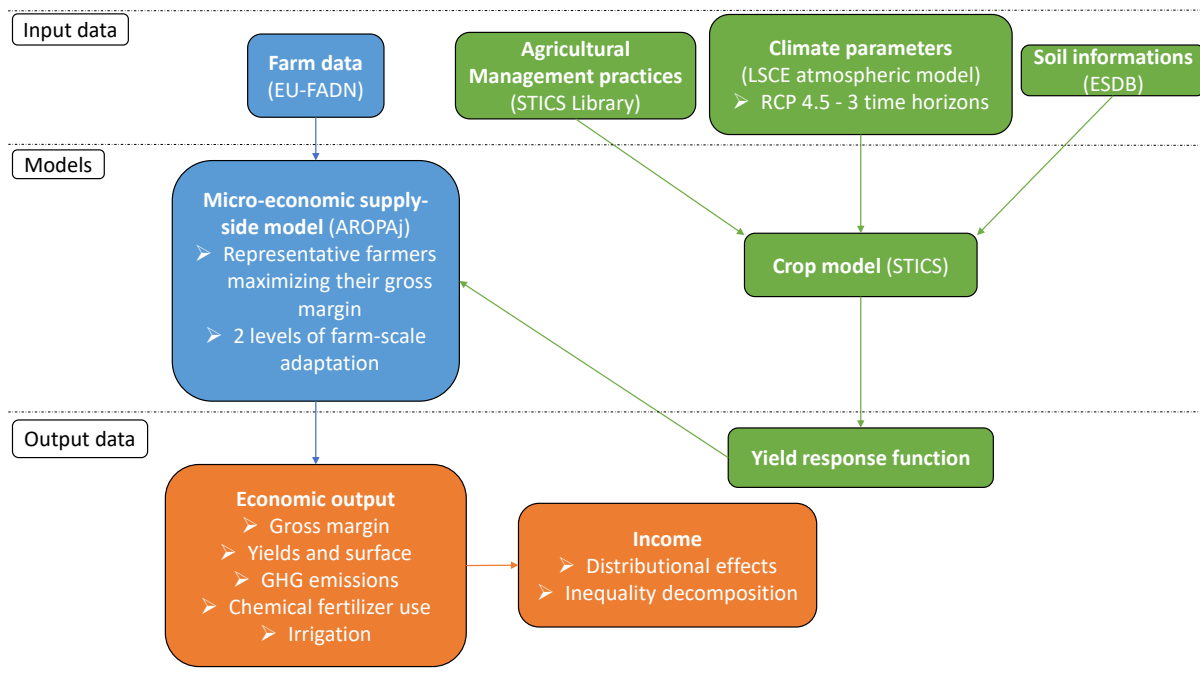 Input data
Farm data
(EU-FADN)
Agricultural
Management practices
(STICS Library)
Climate parameters
(LSCE atmospheric model)
➢ RCP 4.5 - 3 time horizons
Soil informations
(ESDB)
Models
Micro-economic supply-
side model (AROPAj)
➢ Representative farmers
maximizing their gross
margin
➢ 2 levels of farm-scale
adaptation
Crop model (STICS)
Output data
Yield response function
Economic output
➢ Gross margin
➢ Yields and surface
➢ GHG emissions
➢ Chemical fertilizer use
➢ Irrigation
Income
➢ Distributional effects
➢ Inequality decomposition